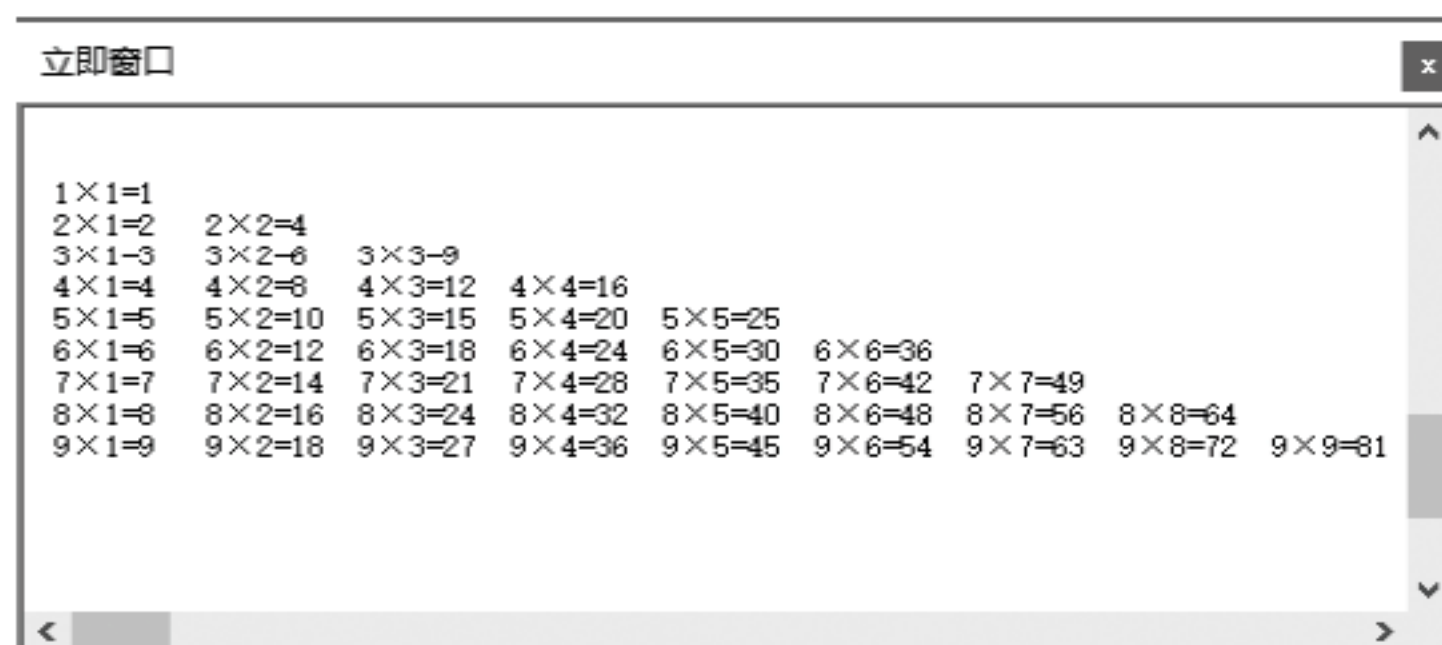 立即窗口
x
1×1=1
2×1=2 2×2=4
3×1-3 3×2-6 3×3-9
4×1=4 4×2=8 4×3=12 4×4=16
5×1=5 5×2=10 5×3=15 5×4=20 5×5=25
6×1=6 6×2=12 6×3=18 6×4=24 6×5=30 6×6=36
7×1=7 7×2=14 7×3=21 7×4=28 7×5=35 7×6=42 7×7=49
8×1=8 8×2=16 8×3=24 8×4=32 8×5=40 8×6=48 8×7=56 8×8=64
9×1=9 9×2=18 9×3=27 9×4=36 9×5=45 9×6=54 9×7=63 9×8=72 9×9=81